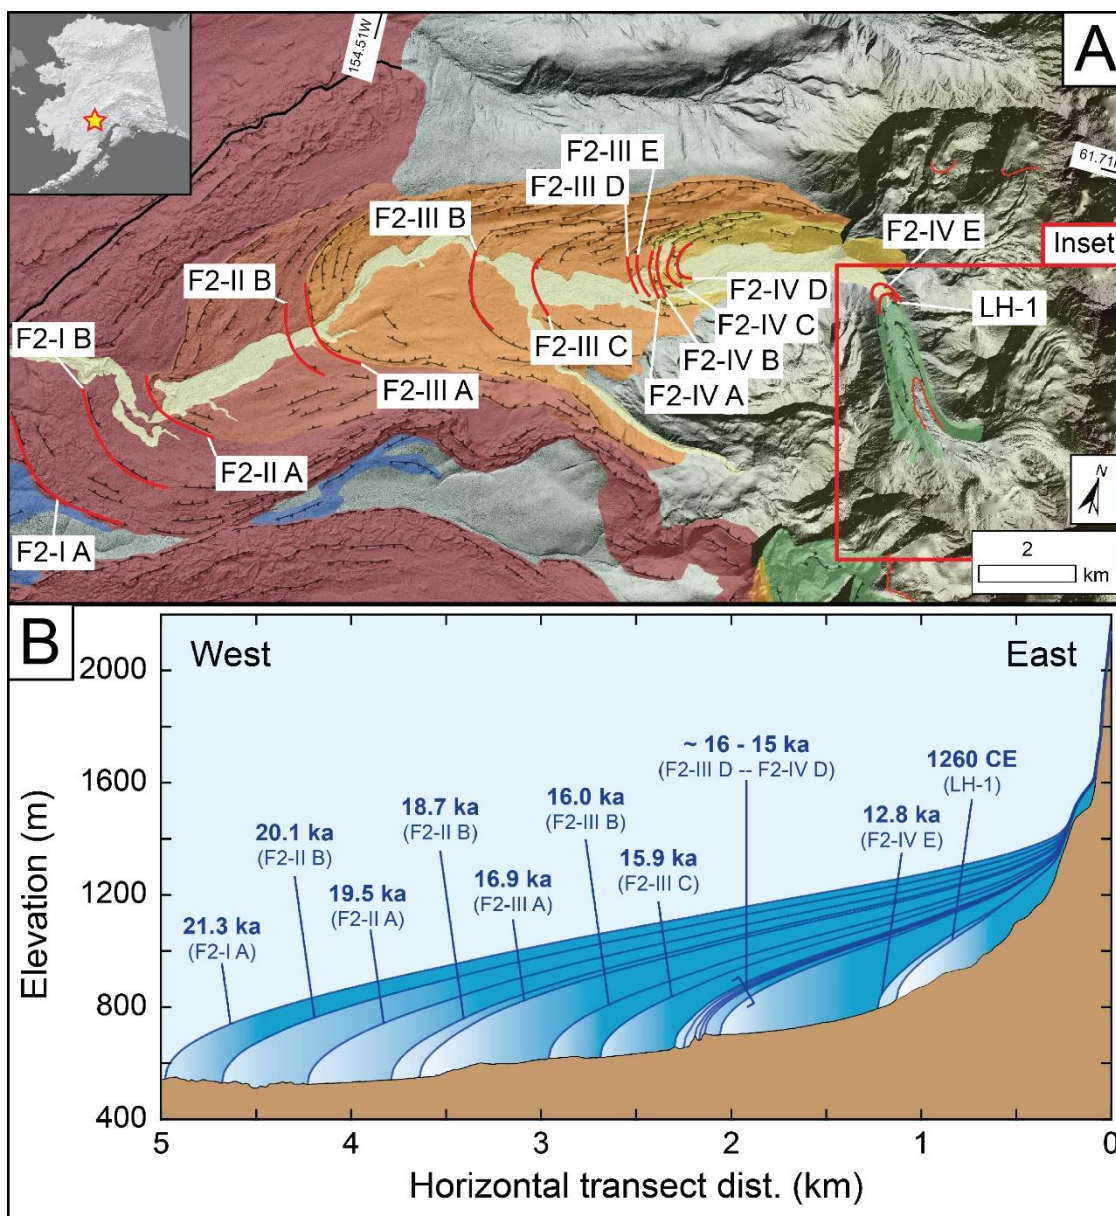 A
154.51W
61.71
F2-III E
F2-III D
F2-III B
F2-IV E
Inset
F2-II B
LH-1
F2-IV D
F2-I B
F2-IV C
F2-III C
F2-IV B
F2-III A
F2-IV A
F2-II A
F2-I A
N
2
km
B
West
East
2000
1600
1200
800
400
Elevation (m)
~ 16 - 15 ka
(F2-III D -- F2-IV D)
1260 CE
(LH-1)
16.0 ka
(F2-III B)
18.7 ka
(F2-II B)
12.8 ka
(F2-IV E)
20.1 ka
(F2-II B)
15.9 ka
(F2-III C)
16.9 ka
(F2-III A)
19.5 ka
(F2-II A)
21.3 ka
(F2-I A)
5
4
3
2
1
0
Horizontal transect dist. (km)